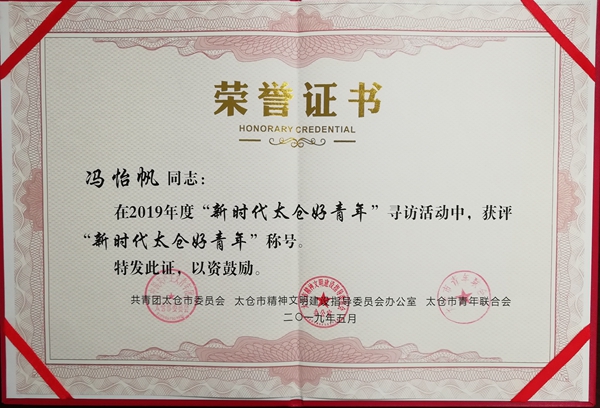 荣誉证书
HONORARY CREDENTIAL
冯怡帆 同志：
在2019年度“新时代太仓好青年”寻访活动中，获评
“新时代太仓好青年”称号。
特发此证，以资鼓励。
共青团太仓市委员会 太仓市精神文明建设指导委员会办公室 太仓市青年联合会
二〇一九年五月